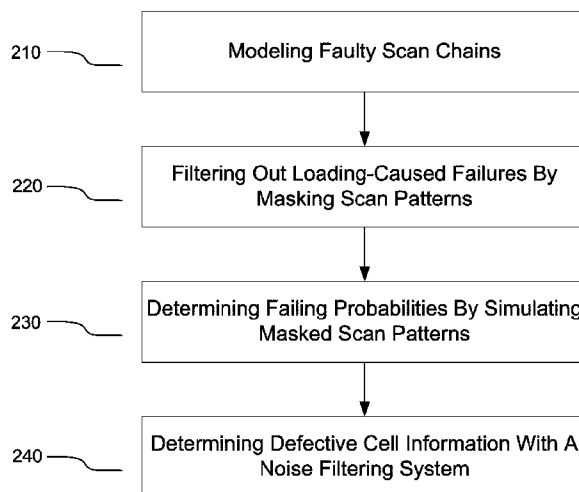 210
Modeling Faulty Scan Chains
220
Filtering Out Loading-Caused Failures By
Masking Scan Patterns
230
Determining Failing Probabilities By Simulating
Masked Scan Patterns
240
Determining Defective Cell Information With A
Noise Filtering System